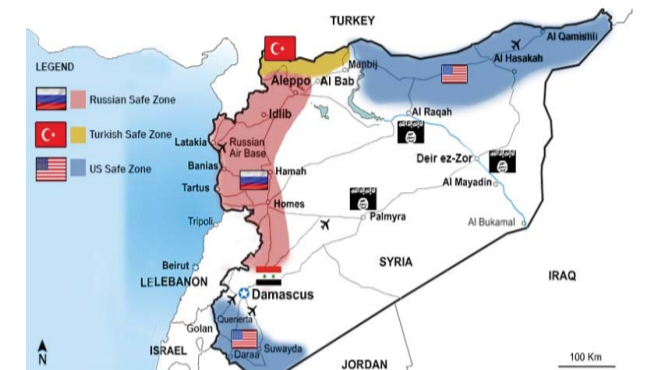 TURKEY
LEGEND
Russian Safe Zone
Turkish Safe Zone
US Safe Zone
Al Qamishli
Al Hasakah
Manbij
Aleppo
Al Bab
Idlib
Al Raqah
Latakia
Russian
Air Base
Deir ez-Zor
Banias
Hamah
Al Mayadin
Tartus
Homes
Palmyra
Tripoli
Al Bukamal
Beirut
SYRIA
IRAQ
LELEBANON
Damascus
Quenerta
Golan
ISRAEL
Daraa
Suwayda
JORDAN
N
100 Km